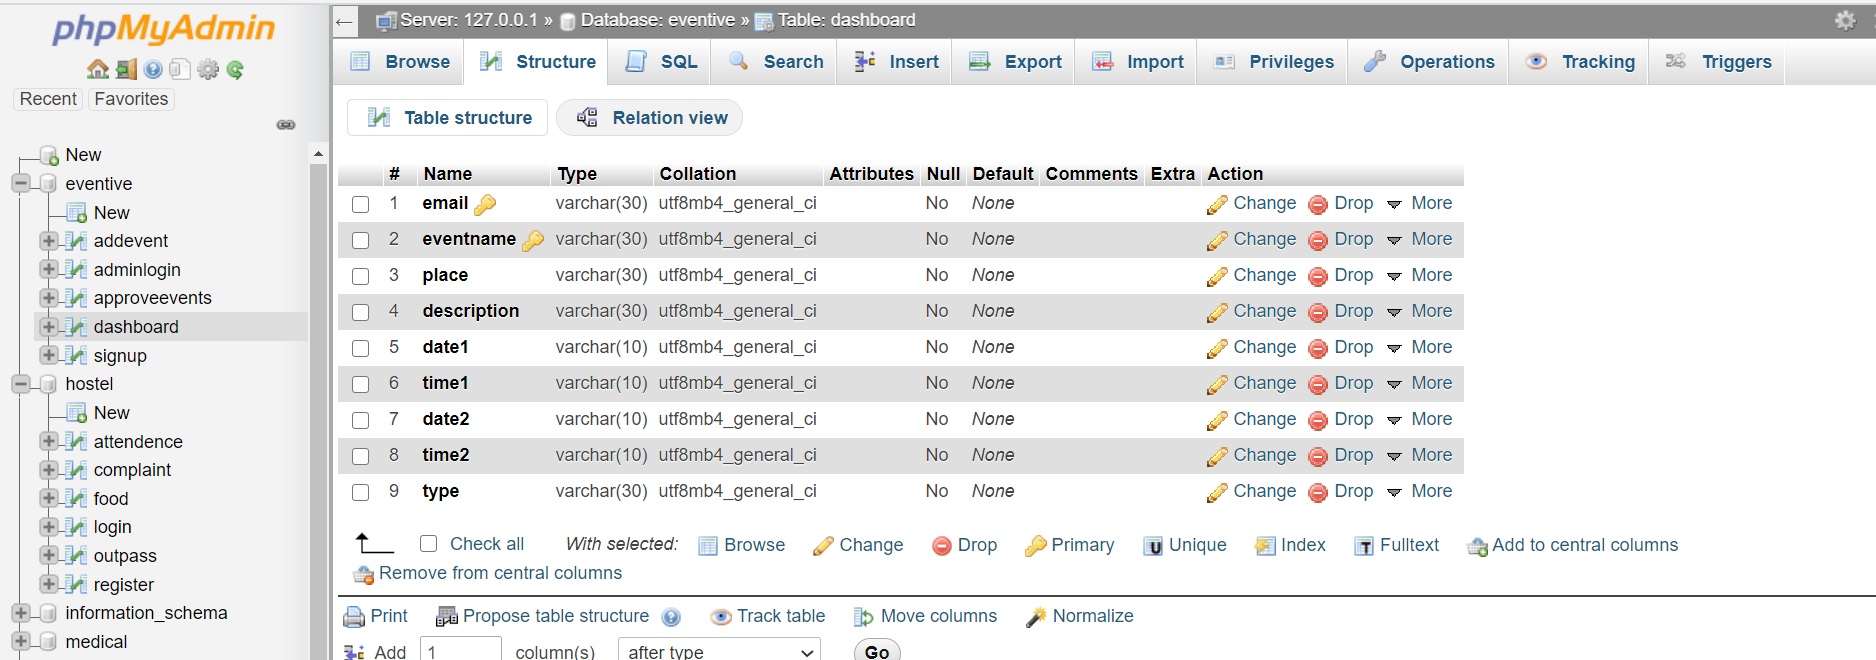 phpMyAdmin
Recent Favorites
New
eventive
New
addevent
adminlogin
approveevents
dashboard
signup
hostel
New
attendence
complaint
food
login
outpass
register
information_schema
medical
Server: 127.0.0.1 » Database: eventive » Table: dashboard
Browse Structure SQL Search Insert Export Import Privileges Operations Tracking Triggers
Table structure Relation view
# Name Type Collation Attributes Null Default Comments Extra Action
1 email varchar(30) utf8mb4_general_ci No None Change Drop More
2 eventname varchar(30) utf8mb4_general_ci No None Change Drop More
3 place varchar(30) utf8mb4_general_ci No None Change Drop More
4 description varchar(30) utf8mb4_general_ci No None Change Drop More
5 date1 varchar(10) utf8mb4_general_ci No None Change Drop More
6 time1 varchar(10) utf8mb4_general_ci No None Change Drop More
7 date2 varchar(10) utf8mb4_general_ci No None Change Drop More
8 time2 varchar(10) utf8mb4_general_ci No None Change Drop More
9 type varchar(30) utf8mb4_general_ci No None Change Drop More
Check all With selected: Browse Change Drop Primary Unique Index Fulltext Add to central columns
Remove from central columns
Print Propose table structure Track table Move columns Normalize
Add 1 column(s) after type Go